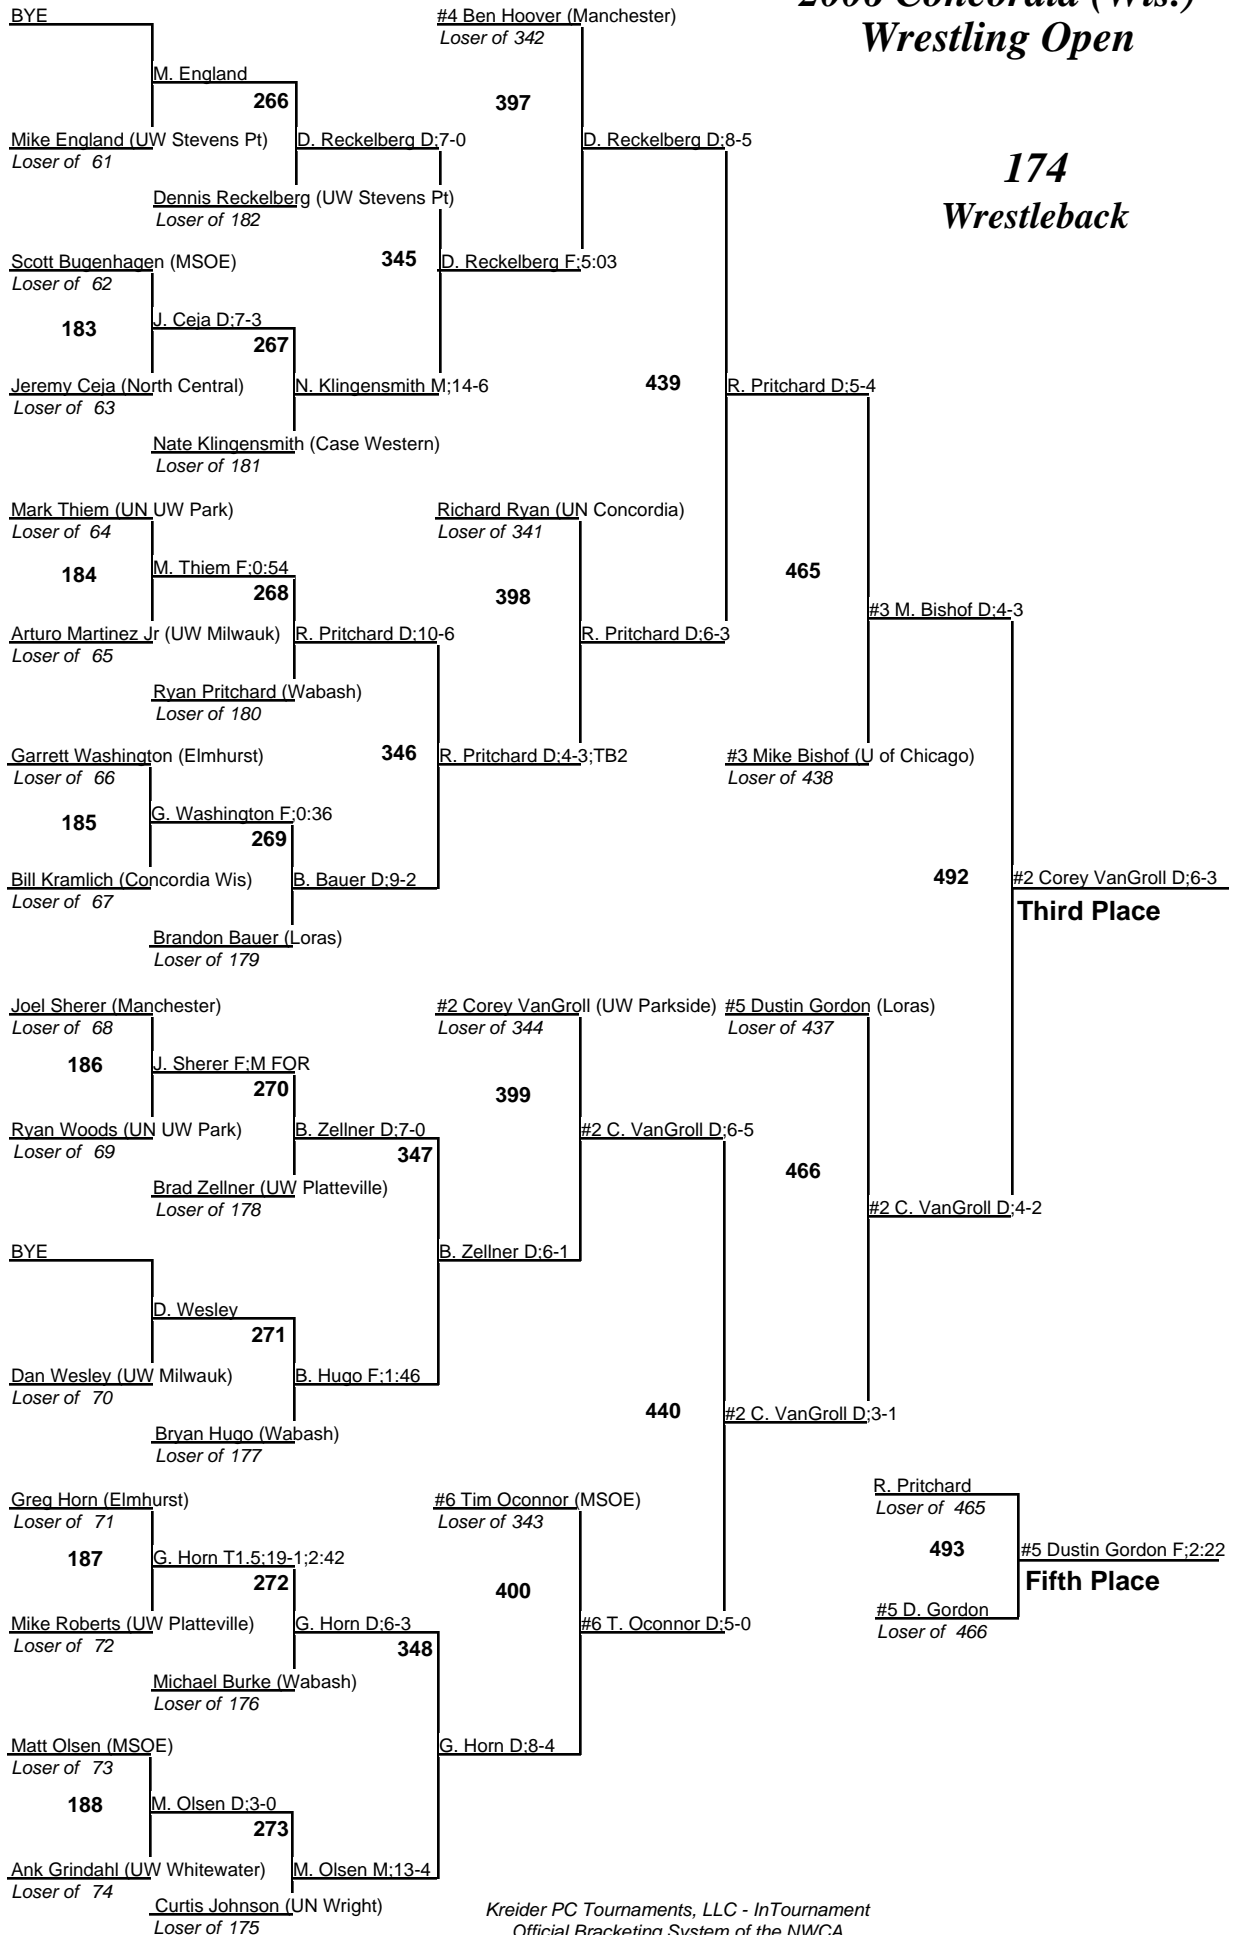 2006 Concordia (Wis.)
Wrestling Open
174
Wrestleback
BYE
M. England
266
Mike England (UW Stevens Pt)
Loser of 61
D. Reckelberg D;7-0
Dennis Reckelberg (UW Stevens Pt)
Loser of 182
Scott Bugenhagen (MSOE)
Loser of 62
183
J. Ceja D;7-3
267
Jeremy Ceja (North Central)
Loser of 63
N. Klingensmith M;14-6
Nate Klingensmith (Case Western)
Loser of 181
345
D. Reckelberg F;5:03
#4 Ben Hoover (Manchester)
Loser of 342
397
D. Reckelberg D;8-5
Mark Thiem (UN UW Park)
Loser of 64
184
M. Thiem F;0:54
268
Arturo Martinez Jr (UW Milwauk)
Loser of 65
R. Pritchard D;10-6
Ryan Pritchard (Wabash)
Loser of 180
Garrett Washington (Elmhurst)
Loser of 66
185
G. Washington F;0:36
269
Bill Kramlich (Concordia Wis)
Loser of 67
B. Bauer D;9-2
Brandon Bauer (Loras)
Loser of 179
346
R. Pritchard D;4-3;TB2
Richard Ryan (UN Concordia)
Loser of 341
398
R. Pritchard D;6-3
439
R. Pritchard D;5-4
465
#3 M. Bishof D;4-3
#3 Mike Bishof (U of Chicago)
Loser of 438
492
#2 Corey VanGroll D;6-3
Third Place
Joel Sherer (Manchester)
Loser of 68
186
J. Sherer F;M FOR
270
Ryan Woods (UN UW Park)
Loser of 69
B. Zellner D;7-0
347
Brad Zellner (UW Platteville)
Loser of 178
BYE
D. Wesley
271
Dan Wesley (UW Milwauk)
Loser of 70
B. Hugo F;1:46
Bryan Hugo (Wabash)
Loser of 177
B. Zellner D;6-1
#2 Corey VanGroll (UW Parkside)
Loser of 344
399
#2 C. VanGroll D;6-5
#5 Dustin Gordon (Loras)
Loser of 437
466
#2 C. VanGroll D;4-2
440
#2 C. VanGroll D;3-1
Greg Horn (Elmhurst)
Loser of 71
187
G. Horn T1.5;19-1;2:42
272
Mike Roberts (UW Platteville)
Loser of 72
G. Horn D;6-3
348
Michael Burke (Wabash)
Loser of 176
Matt Olsen (MSOE)
Loser of 73
188
M. Olsen D;3-0
273
Ank Grindahl (UW Whitewater)
Loser of 74
M. Olsen M;13-4
Curtis Johnson (UN Wright)
Loser of 175
G. Horn D;8-4
#6 Tim Oconnor (MSOE)
Loser of 343
400
#6 T. Oconnor D;5-0
R. Pritchard
Loser of 465
493
#5 Dustin Gordon F;2:22
Fifth Place
#5 D. Gordon
Loser of 466
Kreider PC Tournaments, LLC - InTournament
Official Bracketing System of the NWCA